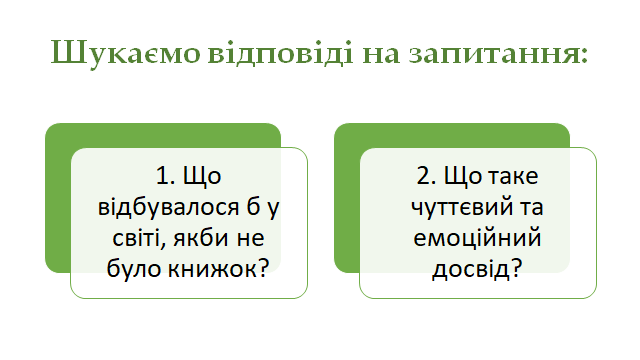 Шукаємо відповіді на запитання:
1. Що
відбувалося б у
світі, якби не
було книжок?
2. Що таке
чуттєвий та
емоційний
досвід?